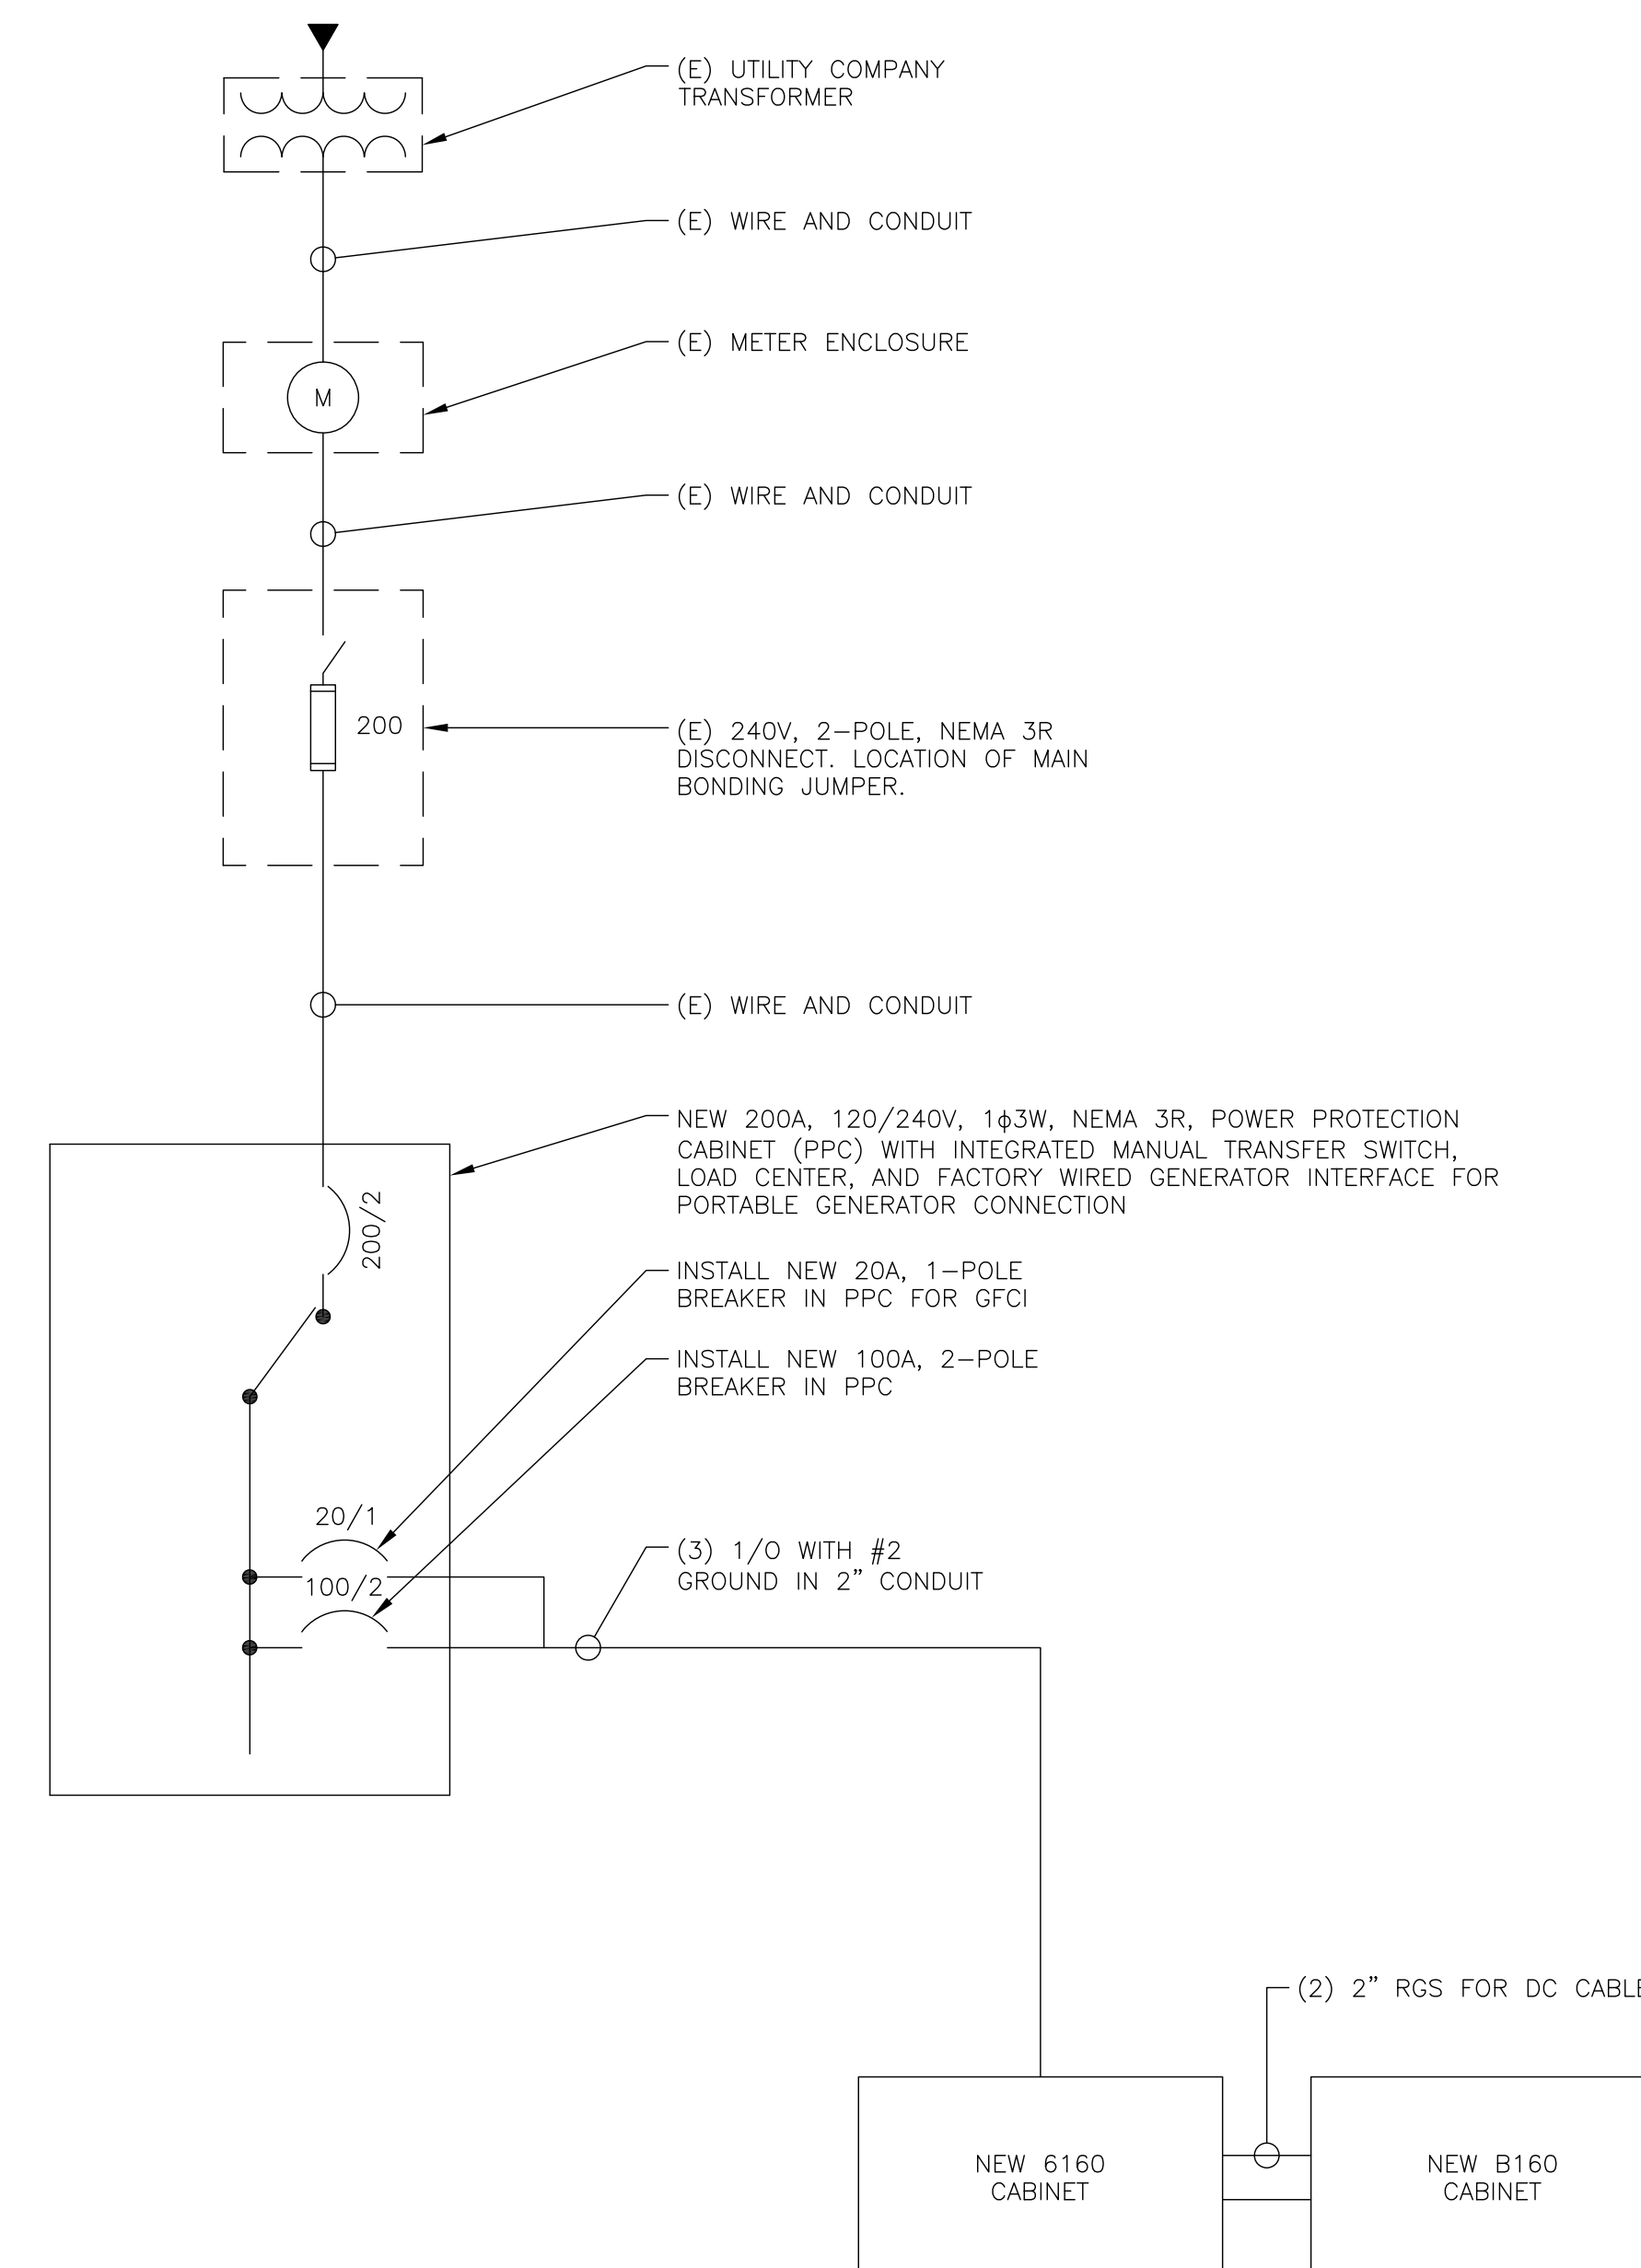 (E) UTILITY COMPANY
TRANSFORMER
(E) WIRE AND CONDUIT
(E) METER ENCLOSURE
M
(E) WIRE AND CONDUIT
200
(E) 240V, 2-POLE, NEMA 3R
DISCONNECT. LOCATION OF MAIN
BONDING JUMPER.
(E) WIRE AND CONDUIT
NEW 200A, 120/240V, 1ϕ3W, NEMA 3R, POWER PROTECTION
CABINET (PPC) WITH INTEGRATED MANUAL TRANSFER SWITCH,
LOAD CENTER, AND FACTORY WIRED GENERATOR INTERFACE FOR
PORTABLE GENERATOR CONNECTION
200/2
INSTALL NEW 20A, 1-POLE
BREAKER IN PPC FOR GFCI
INSTALL NEW 100A, 2-POLE
BREAKER IN PPC
20/1
100/2
(3) 1/0 WITH #2
GROUND IN 2" CONDUIT
(2) 2" RGS FOR DC CABLE
NEW 6160
CABINET
NEW B160
CABINET